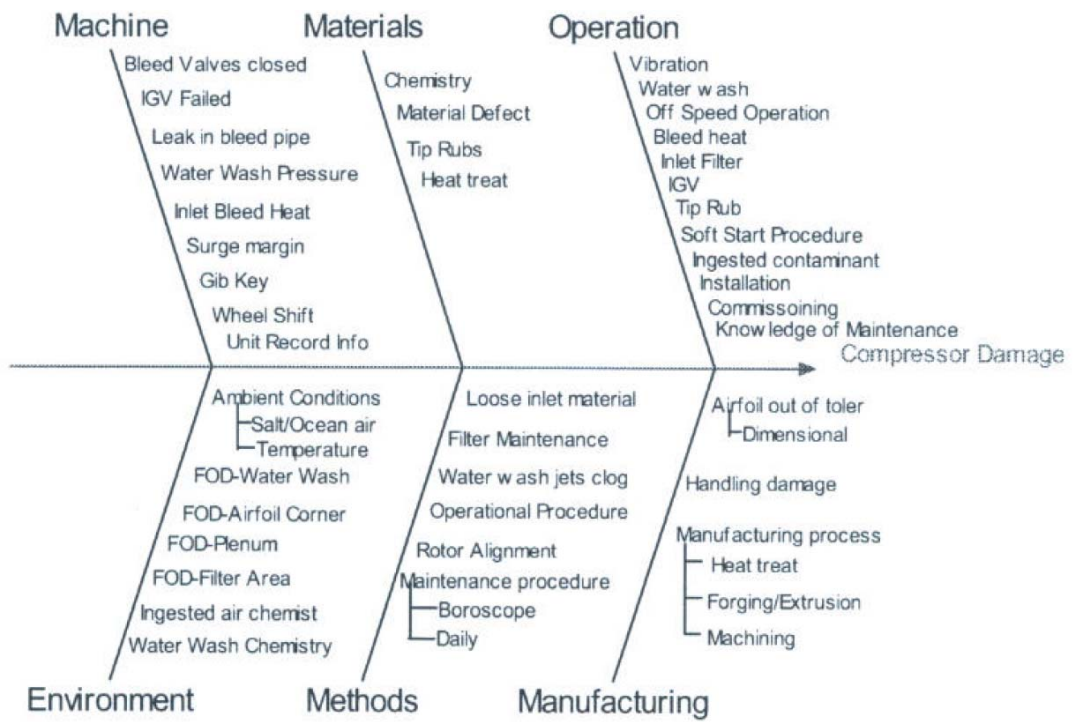 Machine
Bleed Valves closed
IGV Failed
Leak in bleed pipe
Water Wash Pressure
Inlet Bleed Heat
Surge margin
Gib Key
Wheel Shift
Unit Record Info
Materials
Chemistry
Material Defect
Tip Rubs
Heat treat
Operation
Vibration
Water wash
Off Speed Operation
Bleed heat
Inlet Filter
IGV
Tip Rub
Soft Start Procedure
Ingested contaminant
Installation
Commissoining
Knowledge of Maintenance
Compressor Damage
Ambient Conditions
Salt/Ocean air
Temperature
FOD-Water Wash
FOD-Airfoil Corner
FOD-Plenum
FOD-Filter Area
Ingested air chemist
Water Wash Chemistry
Environment
Loose inlet material
Filter Maintenance
Water wash jets clog
Operational Procedure
Rotor Alignment
Maintenance procedure
Boroscope
Daily
Methods
Airfoil out of toler
Dimensional
Handling damage
Manufacturing process
Heat treat
Forging/Extrusion
Machining
Manufacturing